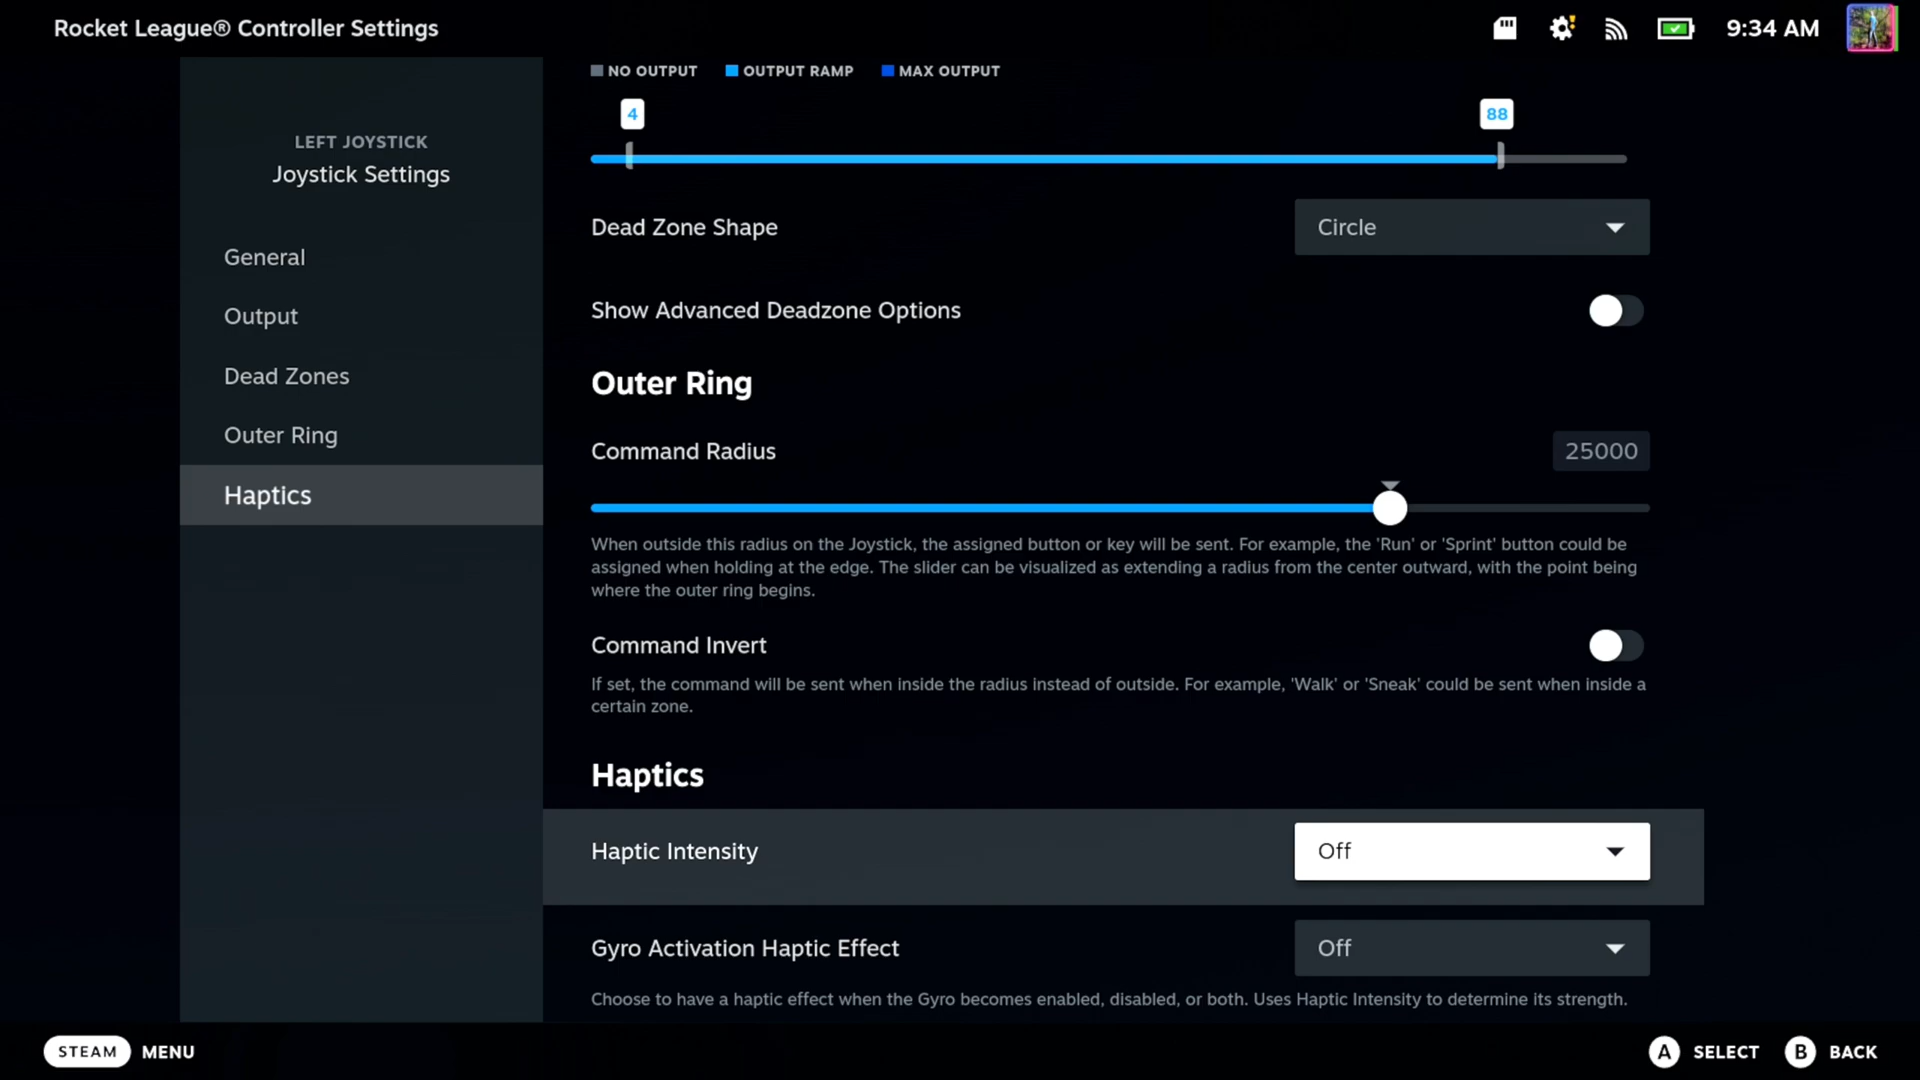 Rocket League® Controller Settings
9:34 AM
LEFT JOYSTICK
Joystick Settings
General
Output
Dead Zones
Outer Ring
Haptics
NO OUTPUT OUTPUT RAMP MAX OUTPUT
4 88
Dead Zone Shape Circle
Show Advanced Deadzone Options
Outer Ring
Command Radius 25000
When outside this radius on the Joystick, the assigned button or key will be sent. For example, the 'Run' or 'Sprint' button could be
assigned when holding at the edge. The slider can be visualized as extending a radius from the center outward, with the point being
where the outer ring begins.
Command Invert
If set, the command will be sent when inside the radius instead of outside. For example, 'Walk' or 'Sneak' could be sent when inside a
certain zone.
Haptics
Haptic Intensity Off
Gyro Activation Haptic Effect Off
Choose to have a haptic effect when the Gyro becomes enabled, disabled, or both. Uses Haptic Intensity to determine its strength.
STEAM MENU
A SELECT B BACK